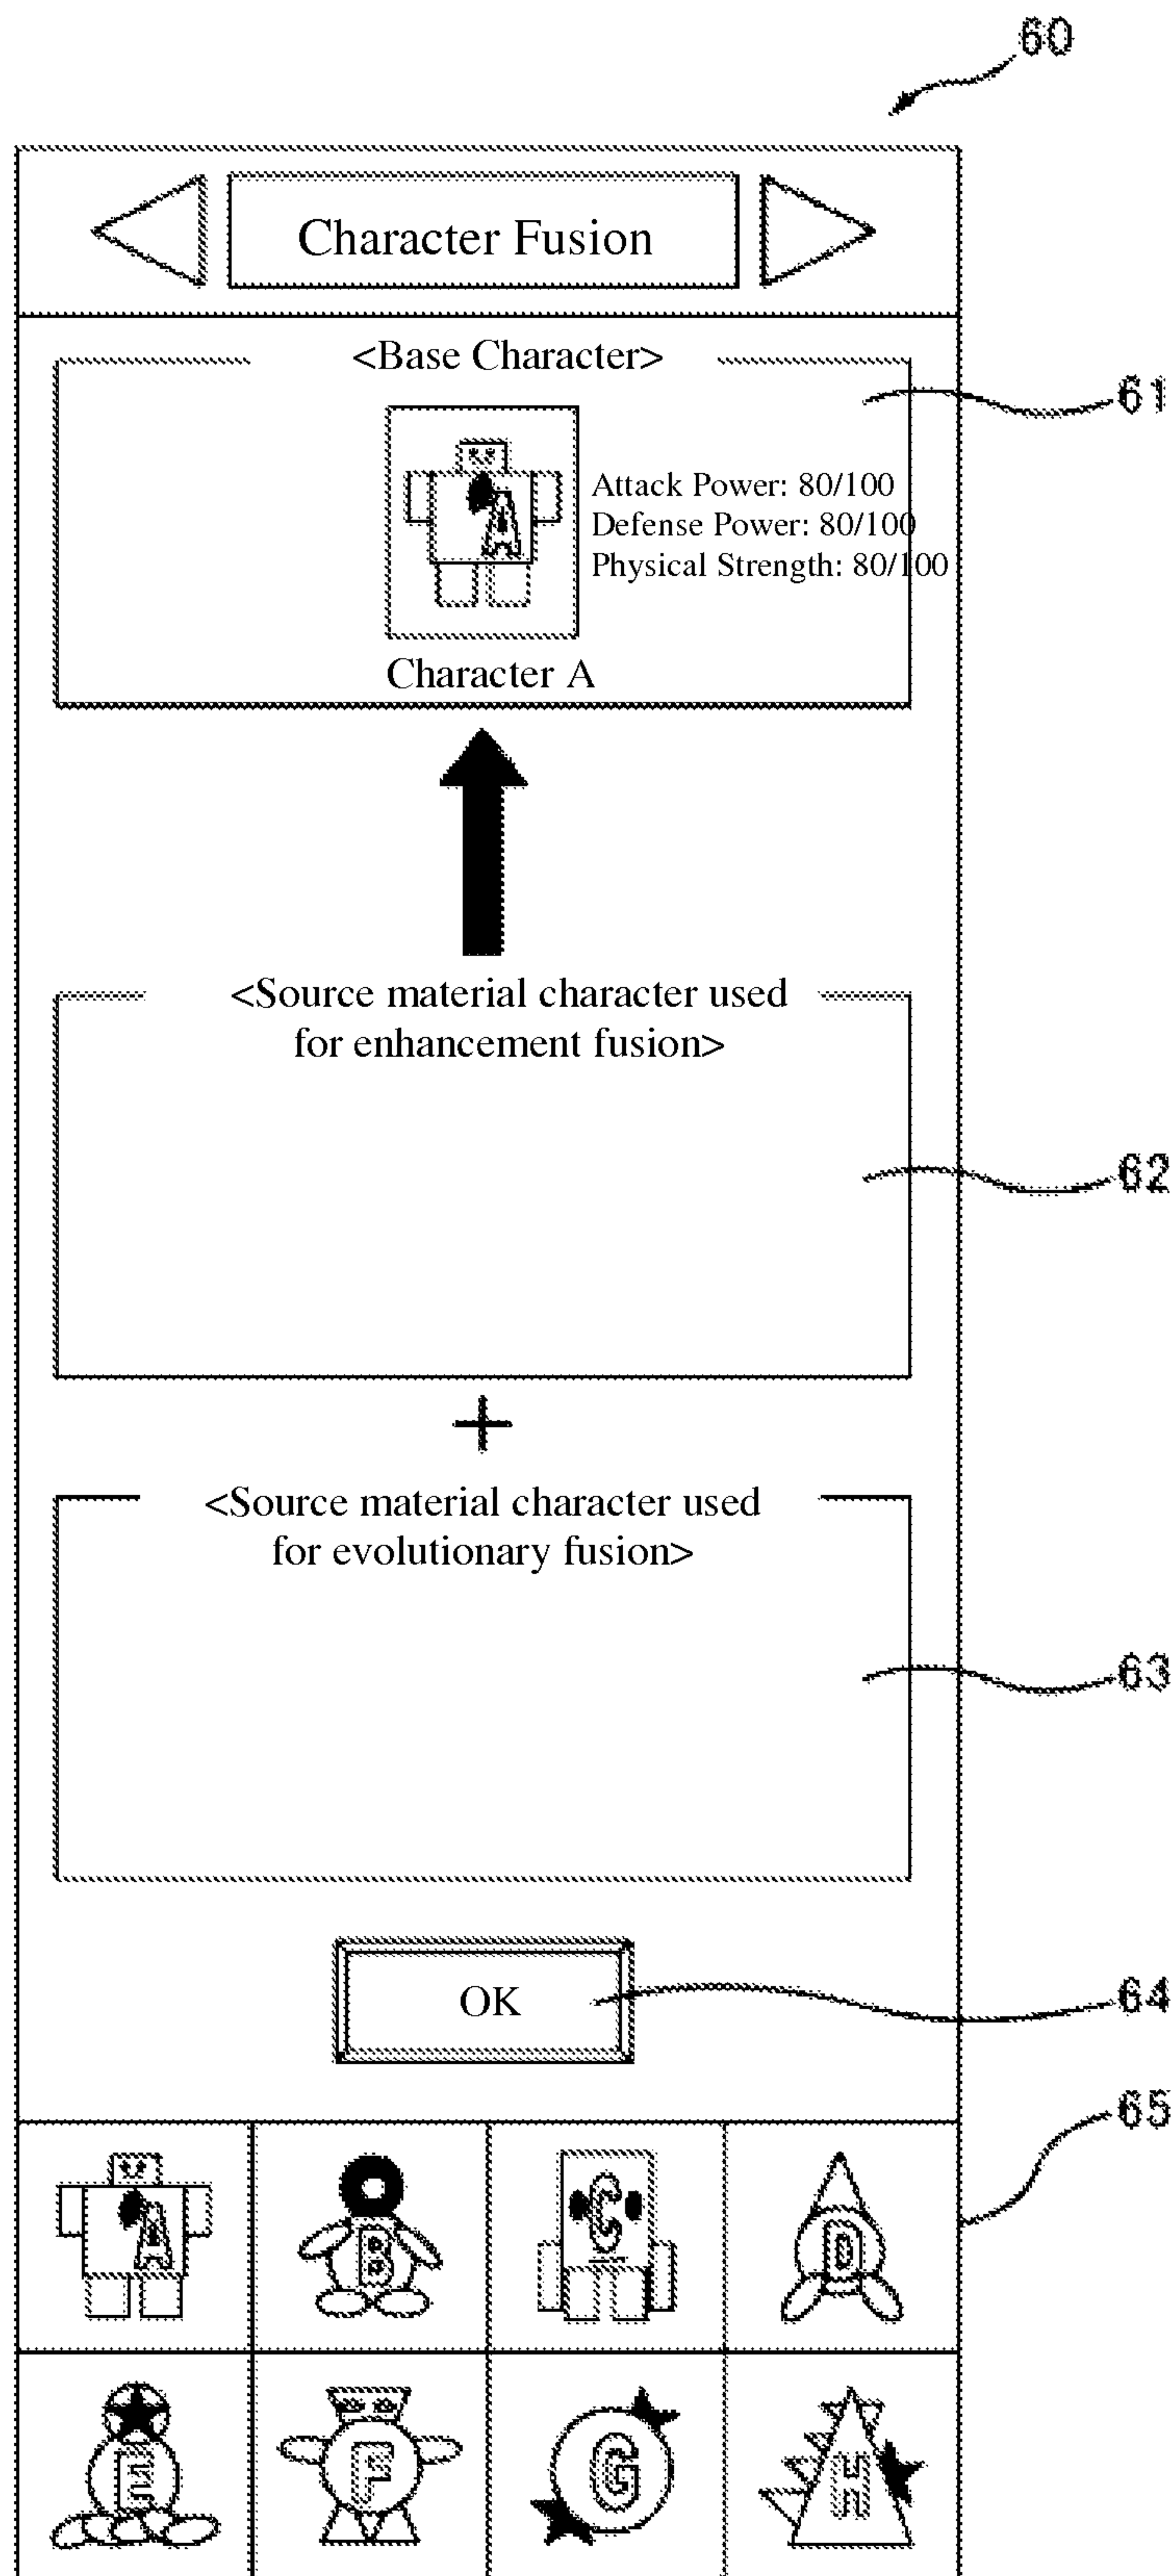 60
Character Fusion
<Base Character>
61
Attack Power: 80/100
Defense Power: 80/100
Physical Strength: 80/100
A
Character A
<Source material character used
for enhancement fusion>
62
+
<Source material character used
for evolutionary fusion>
63
OK
64
65
A B C D
E F G H